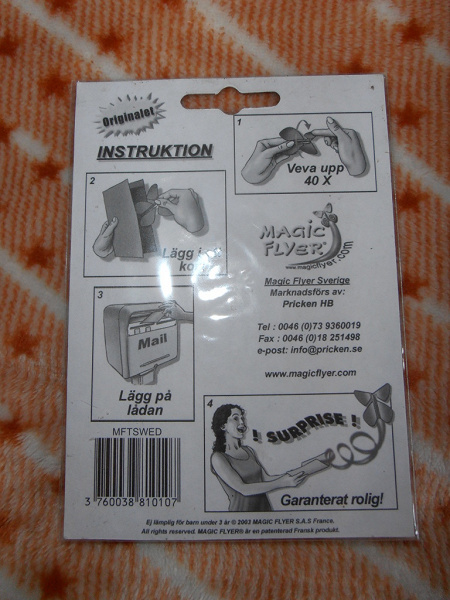 Originalet
INSTRUKTION
1
Veva upp
40 X
2
Lägg i
3
Mail
Lägg på
lådan
MAGIC
FLYER
www.magicflyer.com
Magic Flyer Sverige
Marknadsförs av:
Pricken HB
Tel : 0046 (0)73 9360019
Fax : 0046 (0)18 251498
e-post: info@pricken.se
www.magicflyer.com
4
! SURPRISE !
Garanterat rolig!
MFTSWED
3 760038 810107
Ej lämplig för barn under 3 år © 2003 MAGIC FLYER S.A.S France.
All rights reserved. MAGIC FLYER® är en patenterad Fransk produkt.